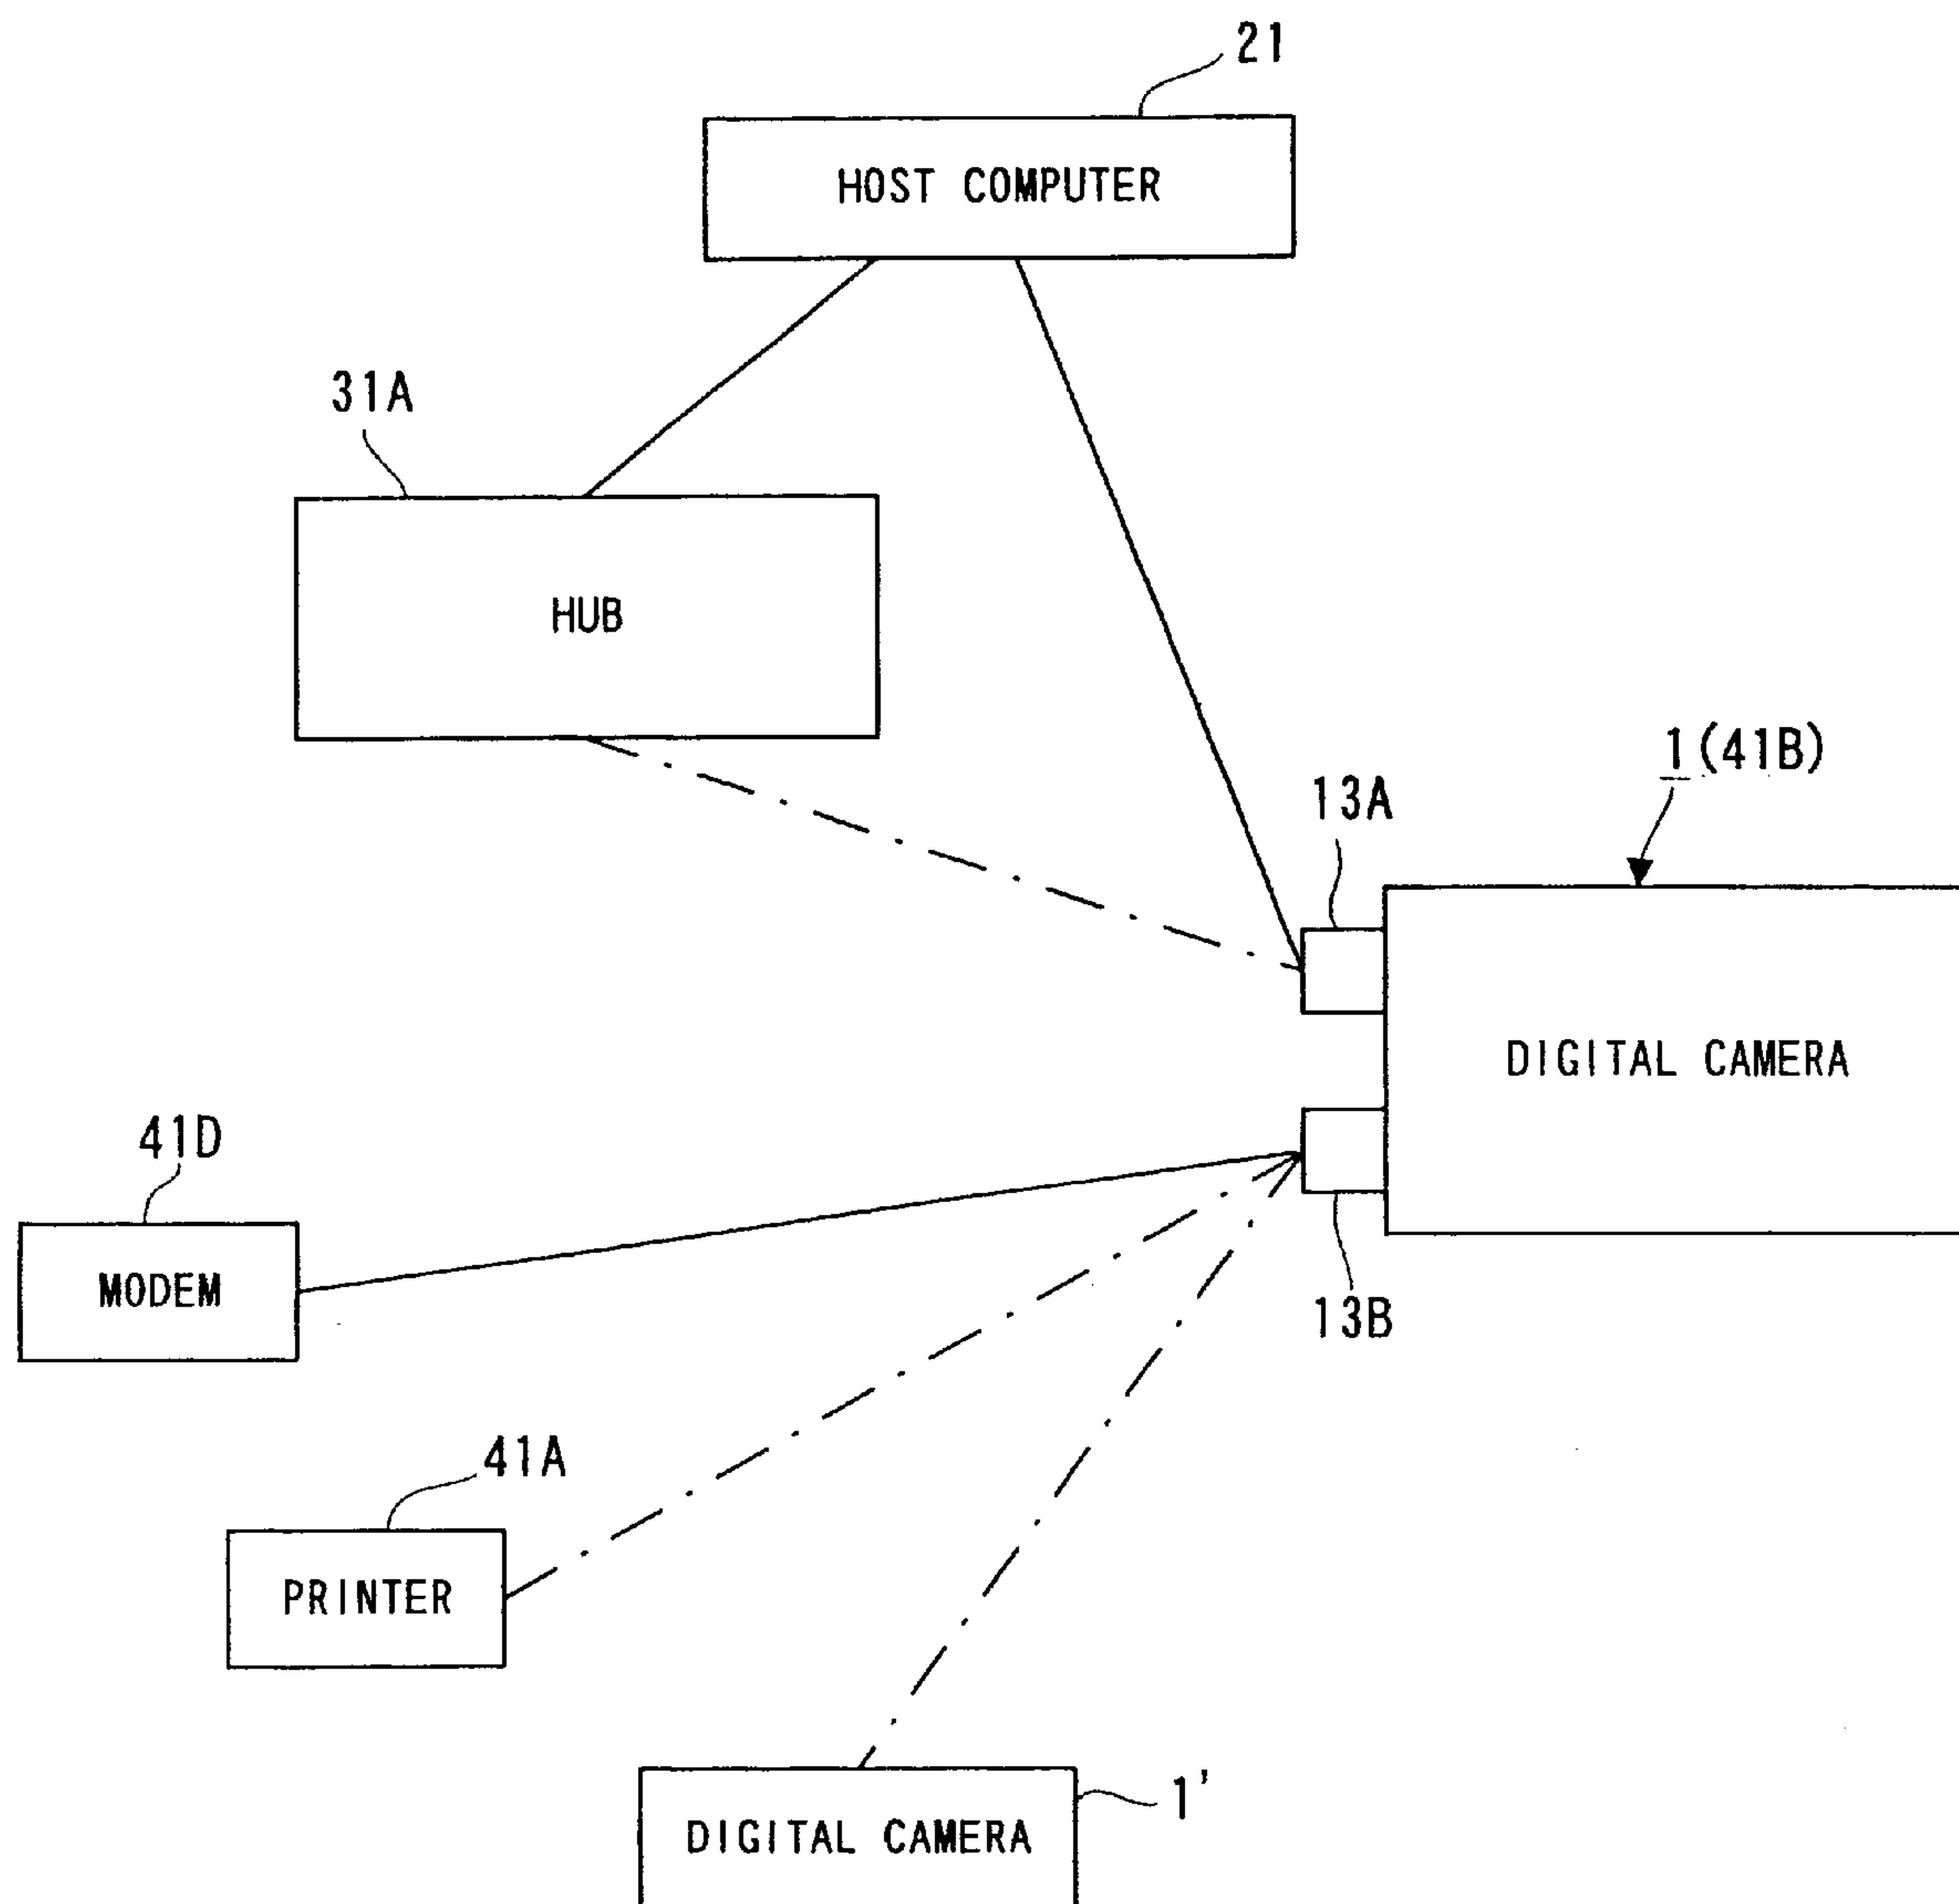 21
HOST COMPUTER
31A
HUB
1(41B)
13A
DIGITAL CAMERA
41D
MODEM
13B
41A
PRINTER
1'
DIGITAL CAMERA